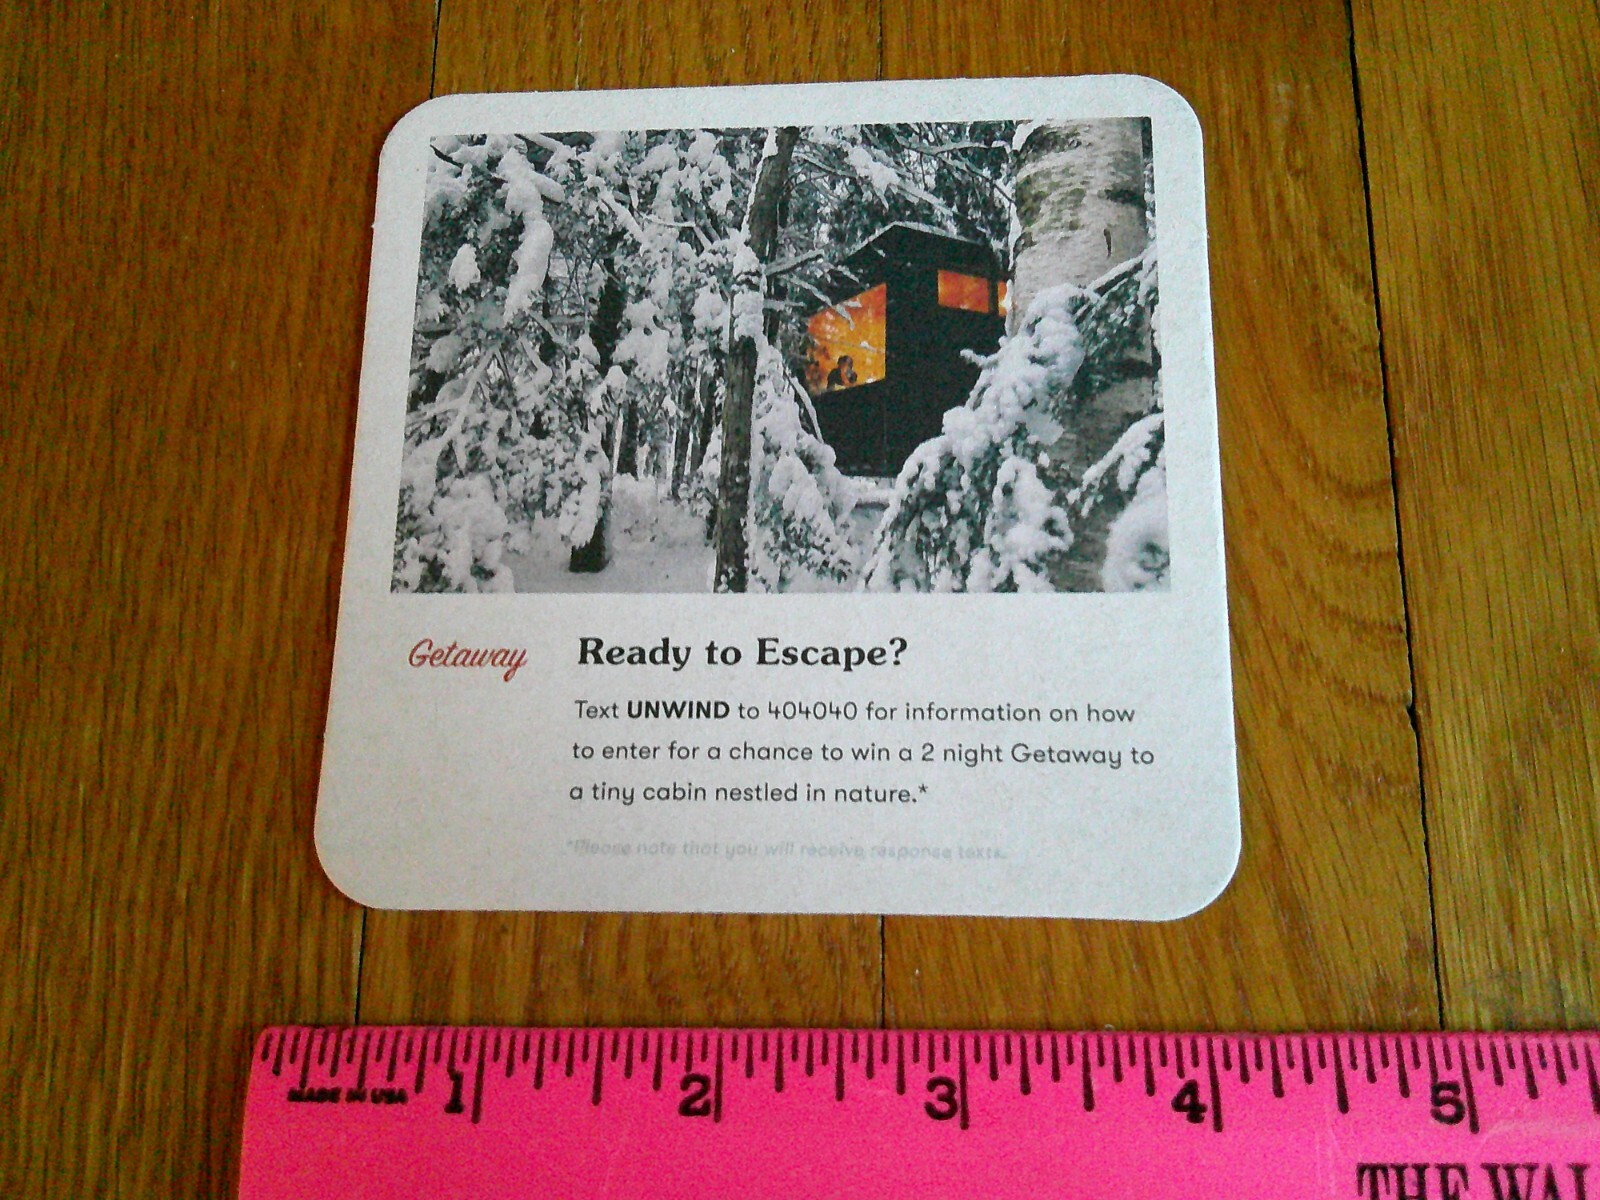 Getaway
Ready to Escape?
Text UNWIND to 404040 for information on how
to enter for a chance to win a 2 night Getaway to
a tiny cabin nestled in nature.*
*Please note that you will receive response texts.
MADE IN USA
1 2 3 4 5
THE WAL